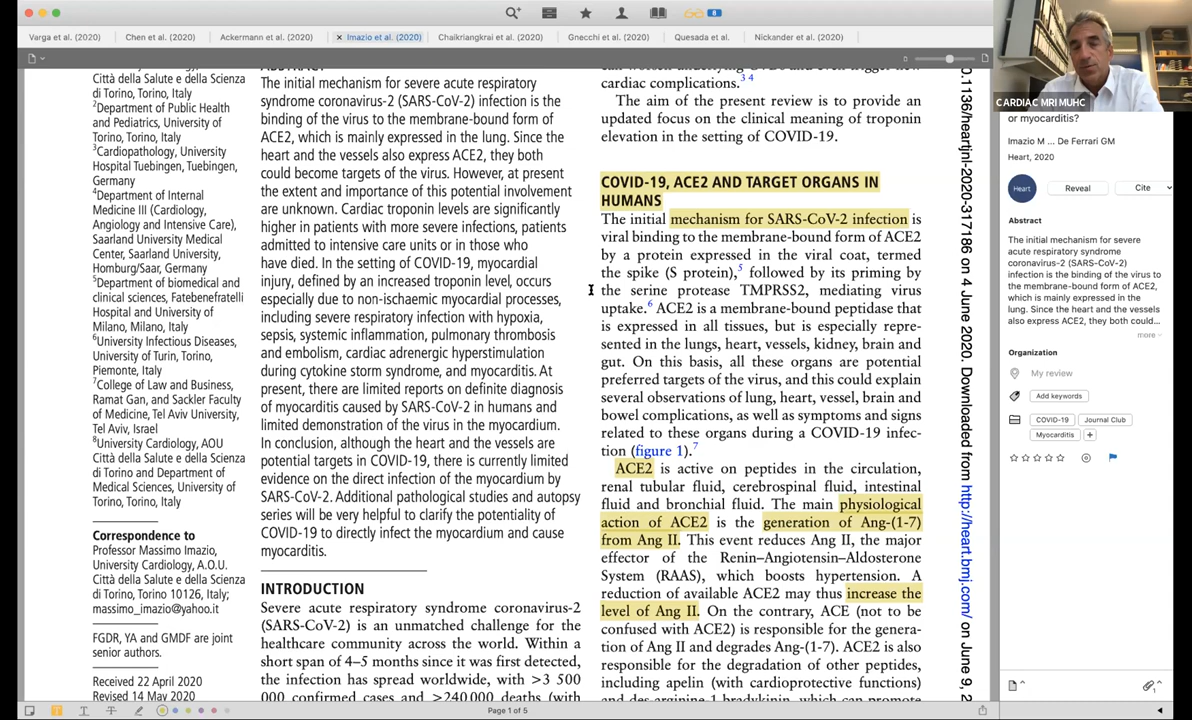 8
Varga et al. (2020)
Chen et al. (2020)
Ackermann et al. (2020)
× Imazio et al. (2020)
Chaikriangkrai et al. (2020)
Gnecchi et al. (2020)
Quesada et al.
Nickander et al. (2020)
Città della Salute e della Scienza
di Torino, Torino, Italy
2Department of Public Health
and Pediatrics, University of
Torino, Torino, Italy
3Cardiopathology, University
Hospital Tuebingen, Tuebingen,
Germany
4Department of Internal
Medicine III (Cardiology,
Angiology and Intensive Care),
Saarland University Medical
Center, Saarland University,
Homburg/Saar, Germany
5Department of biomedical and
clinical sciences, Fatebenefratelli
Hospital and University of
Milano, Milano, Italy
6University Infectious Diseases,
University of Turin, Torino,
Piemonte, Italy
7College of Law and Business,
Ramat Gan, and Sackler Faculty
of Medicine, Tel Aviv University,
Tel Aviv, Israel
8University Cardiology, AOU
Città della Salute e della Scienza
di Torino and Department of
Medical Sciences, University of
Torino, Torino, Italy
Correspondence to
Professor Massimo Imazio,
University Cardiology, A.O.U.
Città della Salute e della Scienza
di Torino, Torino 10126, Italy;
massimo_imazio@yahoo.it
FGDR, YA and GMDF are joint
senior authors.
Received 22 April 2020
Revised 14 May 2020
ABSTRACT
The initial mechanism for severe acute respiratory
syndrome coronavirus-2 (SARS-CoV-2) infection is the
binding of the virus to the membrane-bound form of
ACE2, which is mainly expressed in the lung. Since the
heart and the vessels also express ACE2, they both
could become targets of the virus. However, at present
the extent and importance of this potential involvement
are unknown. Cardiac troponin levels are significantly
higher in patients with more severe infections, patients
admitted to intensive care units or in those who
have died. In the setting of COVID-19, myocardial
injury, defined by an increased troponin level, occurs
especially due to non-ischaemic myocardial processes,
including severe respiratory infection with hypoxia,
sepsis, systemic inflammation, pulmonary thrombosis
and embolism, cardiac adrenergic hyperstimulation
during cytokine storm syndrome, and myocarditis. At
present, there are limited reports on definite diagnosis
of myocarditis caused by SARS-CoV-2 in humans and
limited demonstration of the virus in the myocardium.
In conclusion, although the heart and the vessels are
potential targets in COVID-19, there is currently limited
evidence on the direct infection of the myocardium by
SARS-CoV-2. Additional pathological studies and autopsy
series will be very helpful to clarify the potentiality of
COVID-19 to directly infect the myocardium and cause
myocarditis.
INTRODUCTION
Severe acute respiratory syndrome coronavirus-2
(SARS-CoV-2) is an unmatched challenge for the
healthcare community across the world. Within a
short span of 4–5 months since it was first detected,
the infection has spread worldwide, with >3 500
000 confirmed cases and >240 000 deaths (with
cardiac complications.3 4
The aim of the present review is to provide an
updated focus on the clinical meaning of troponin
elevation in the setting of COVID-19.
COVID-19, ACE2 AND TARGET ORGANS IN
HUMANS
The initial mechanism for SARS-CoV-2 infection is
viral binding to the membrane-bound form of ACE2
by a protein expressed in the viral coat, termed
the spike (S protein),5 followed by its priming by
the serine protease TMPRSS2, mediating virus
uptake.6 ACE2 is a membrane-bound peptidase that
is expressed in all tissues, but is especially repre-
sented in the lungs, heart, vessels, kidney, brain and
gut. On this basis, all these organs are potential
preferred targets of the virus, and this could explain
several observations of lung, heart, vessel, brain and
bowel complications, as well as symptoms and signs
related to these organs during a COVID-19 infec-
tion (figure 1).7
ACE2 is active on peptides in the circulation,
renal tubular fluid, cerebrospinal fluid, intestinal
fluid and bronchial fluid. The main physiological
action of ACE2 is the generation of Ang-(1-7)
from Ang II. This event reduces Ang II, the major
effector of the Renin–Angiotensin–Aldosterone
System (RAAS), which boosts hypertension. A
reduction of available ACE2 may thus increase the
level of Ang II. On the contrary, ACE (not to be
confused with ACE2) is responsible for the genera-
tion of Ang II and degrades Ang-(1-7). ACE2 is also
responsible for the degradation of other peptides,
including apelin (with cardioprotective functions)
and des-arginine-1 bradykinin, which can promote
0.1136/heartjnl-2020-317186 on 4 June 2020. Downloaded from http://heart.bmj.com/ on June 9, 2
CARDIAC MRI MUHC
or myocarditis?
Imazio M ... De Ferrari GM
Heart, 2020
Heart
Reveal
Cite
Abstract
The initial mechanism for severe
acute respiratory syndrome
coronavirus-2 (SARS-CoV-2)
infection is the binding of the virus to
the membrane-bound form of ACE2,
which is mainly expressed in the
lung. Since the heart and the vessels
also express ACE2, they both could...
more
Organization
My review
Add keywords
COVID-19
Journal Club
Myocarditis
+
Page 1 of 5